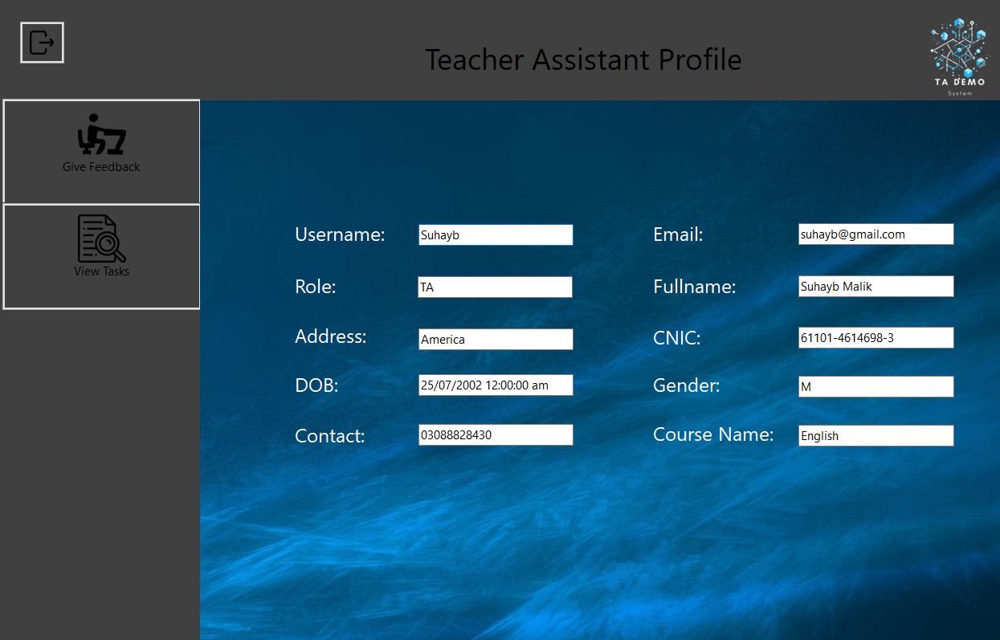 Teacher Assistant Profile
TA DEMO
System
Give Feedback
View Tasks
Username: Suhayb
Email: suhayb@gmail.com
Role: TA
Fullname: Suhayb Malik
Address: America
CNIC: 61101-4614698-3
DOB: 25/07/2002 12:00:00 am
Gender: M
Contact: 03088828430
Course Name: English